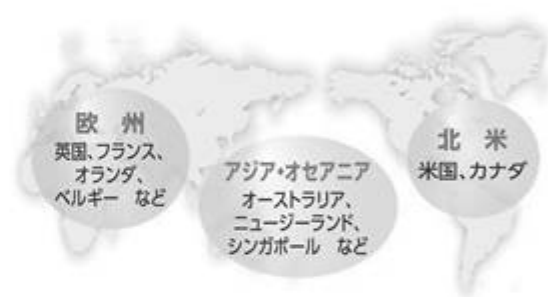 欧 州
英国、フランス、
オランダ、
ベルギー など
アジア・オセアニア
オーストラリア、
ニュージーランド、
シンガポール など
北 米
米国、カナダ